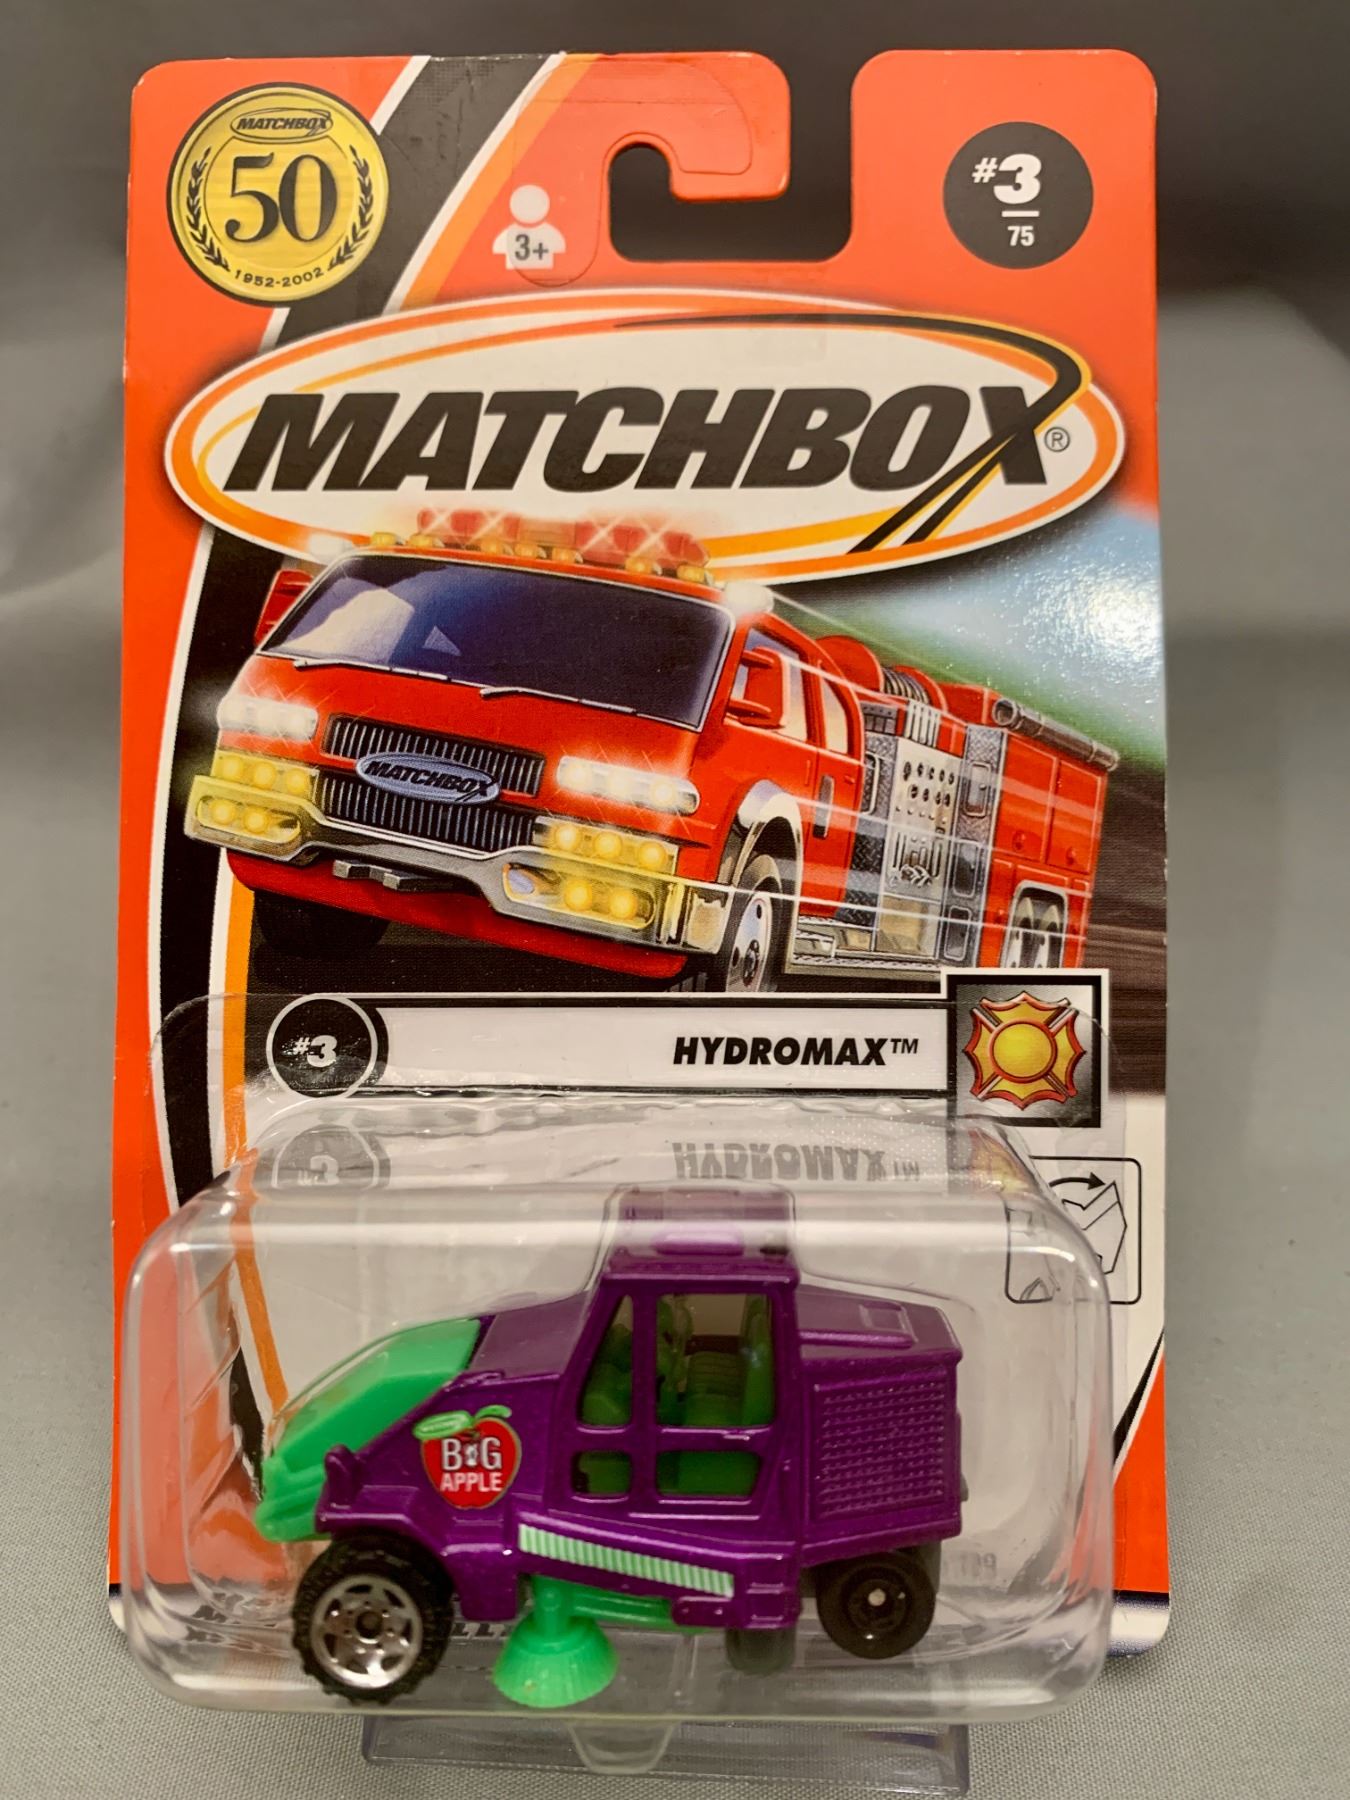 MATCHBOX
50
1952-2002
3+
#3
75
MATCHBOX®
MATCHBOX
#3
HYDROMAX™
BIG
APPLE